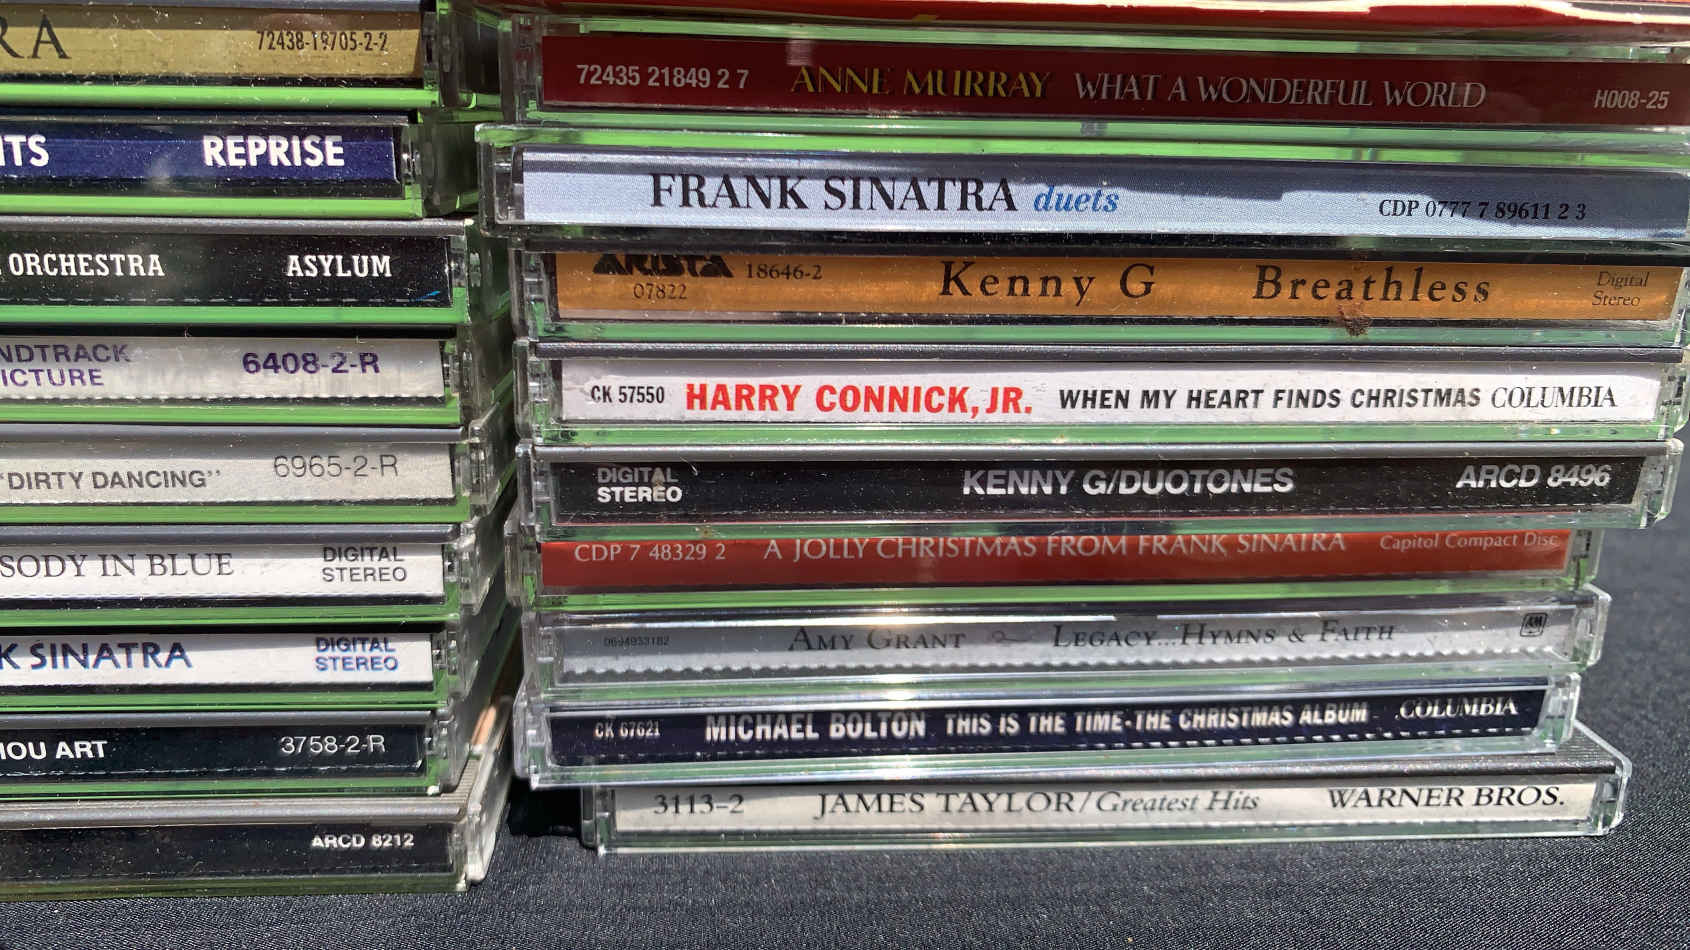 RA 72438-19705-2-2
ITS REPRISE
ORCHESTRA ASYLUM
NDTRACK
ICTURE
6408-2-R
"DIRTY DANCING" 6965-2-R
SODY IN BLUE DIGITAL
STEREO
K SINATRA DIGITAL
STEREO
HOU ART 3758-2-R
ARCD 8212
72435 21849 2 7 ANNE MURRAY WHAT A WONDERFUL WORLD H008-25
FRANK SINATRA duets CDP 0777 7 89611 2 3
ARISTA 18646-2
07822
Kenny G Breathless Digital
Stereo
CK 57550 HARRY CONNICK, JR. WHEN MY HEART FINDS CHRISTMAS COLUMBIA
DIGITAL
STEREO
KENNY G/DUOTONES ARCD 8496
CDP 7 48329 2 A JOLLY CHRISTMAS FROM FRANK SINATRA Capitol Compact Disc
0694933182 AMY GRANT LEGACY...HYMNS & FAITH AM
CK 67621 MICHAEL BOLTON THIS IS THE TIME-THE CHRISTMAS ALBUM COLUMBIA
3113-2 JAMES TAYLOR/Greatest Hits WARNER BROS.